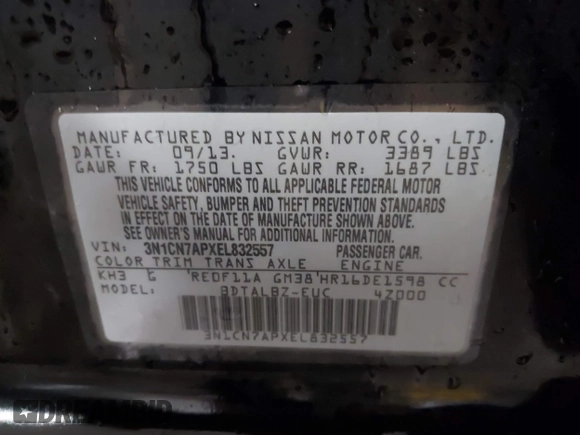 MANUFACTURED BY NISSAN MOTOR CO., LTD.
DATE: 09/13. GVWR: 3389 LBS
GAWR FR: 1750 LBS GAWR RR: 1687 LBS
THIS VEHICLE CONFORMS TO ALL APPLICABLE FEDERAL MOTOR
VEHICLE SAFETY, BUMPER AND THEFT PREVENTION STANDARDS
IN EFFECT ON THE DATE OF MANUFACTURE SHOWN ABOVE.
SEE OWNER'S MANUAL FOR ADDITIONAL INFORMATION
VIN: 3N1CN7APXEL832557 PASSENGER CAR.
COLOR TRIM TRANS AXLE ENGINE
KH3 G RE0F11A GM38 HR16DE1598 CC
MODEL BDTALBZ-EUC 4Z000
3N1CN7APXEL832557
DREAMBID